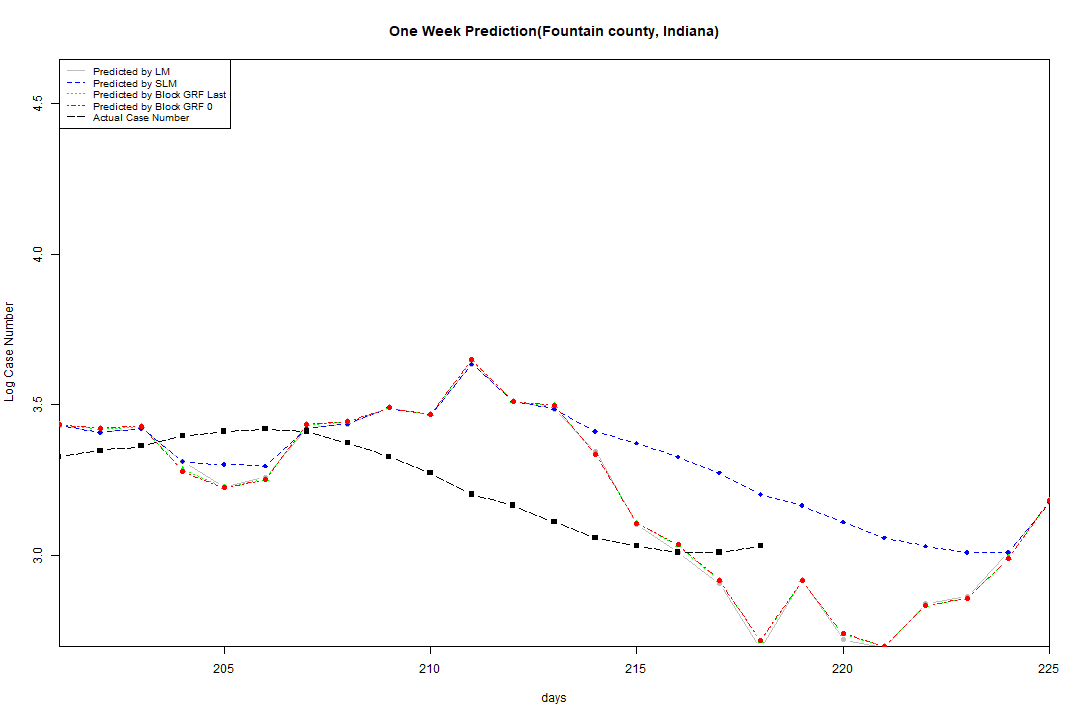 One Week Prediction(Fountain county, Indiana)
Predicted by LM
Predicted by SLM
Predicted by Block GRF Last
Predicted by Block GRF 0
Actual Case Number
4.5
4.0
3.5
3.0
Log Case Number
205
210
215
220
225
days